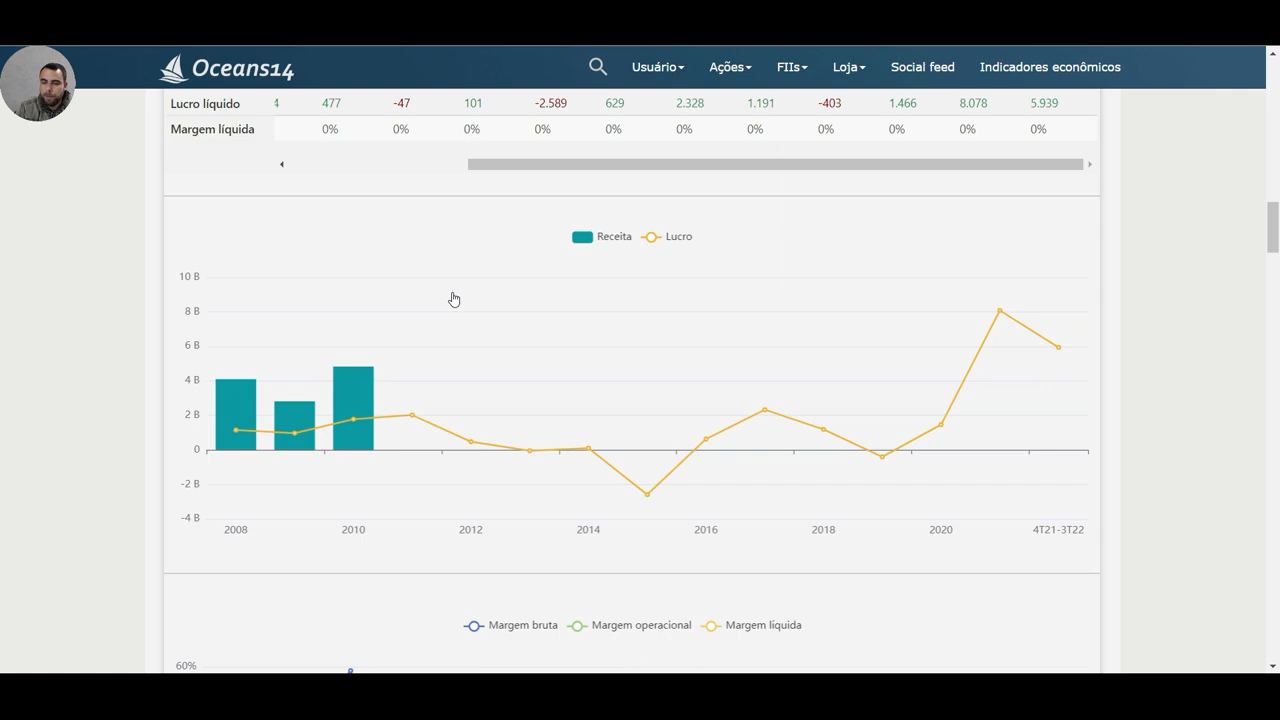 Oceans14 Usuário Ações FIIs Loja Social feed Indicadores econômicos
Lucro líquido 4 477 -47 101 -2.589 629 2.328 1.191 -403 1.466 8.078 5.939
Margem líquida 0% 0% 0% 0% 0% 0% 0% 0% 0% 0% 0%
Receita Lucro
10 B
8 B
6 B
4 B
2 B
0
-2 B
-4 B
2008 2010 2012 2014 2016 2018 2020 4T21-3T22
Margem bruta Margem operacional Margem líquida
60%